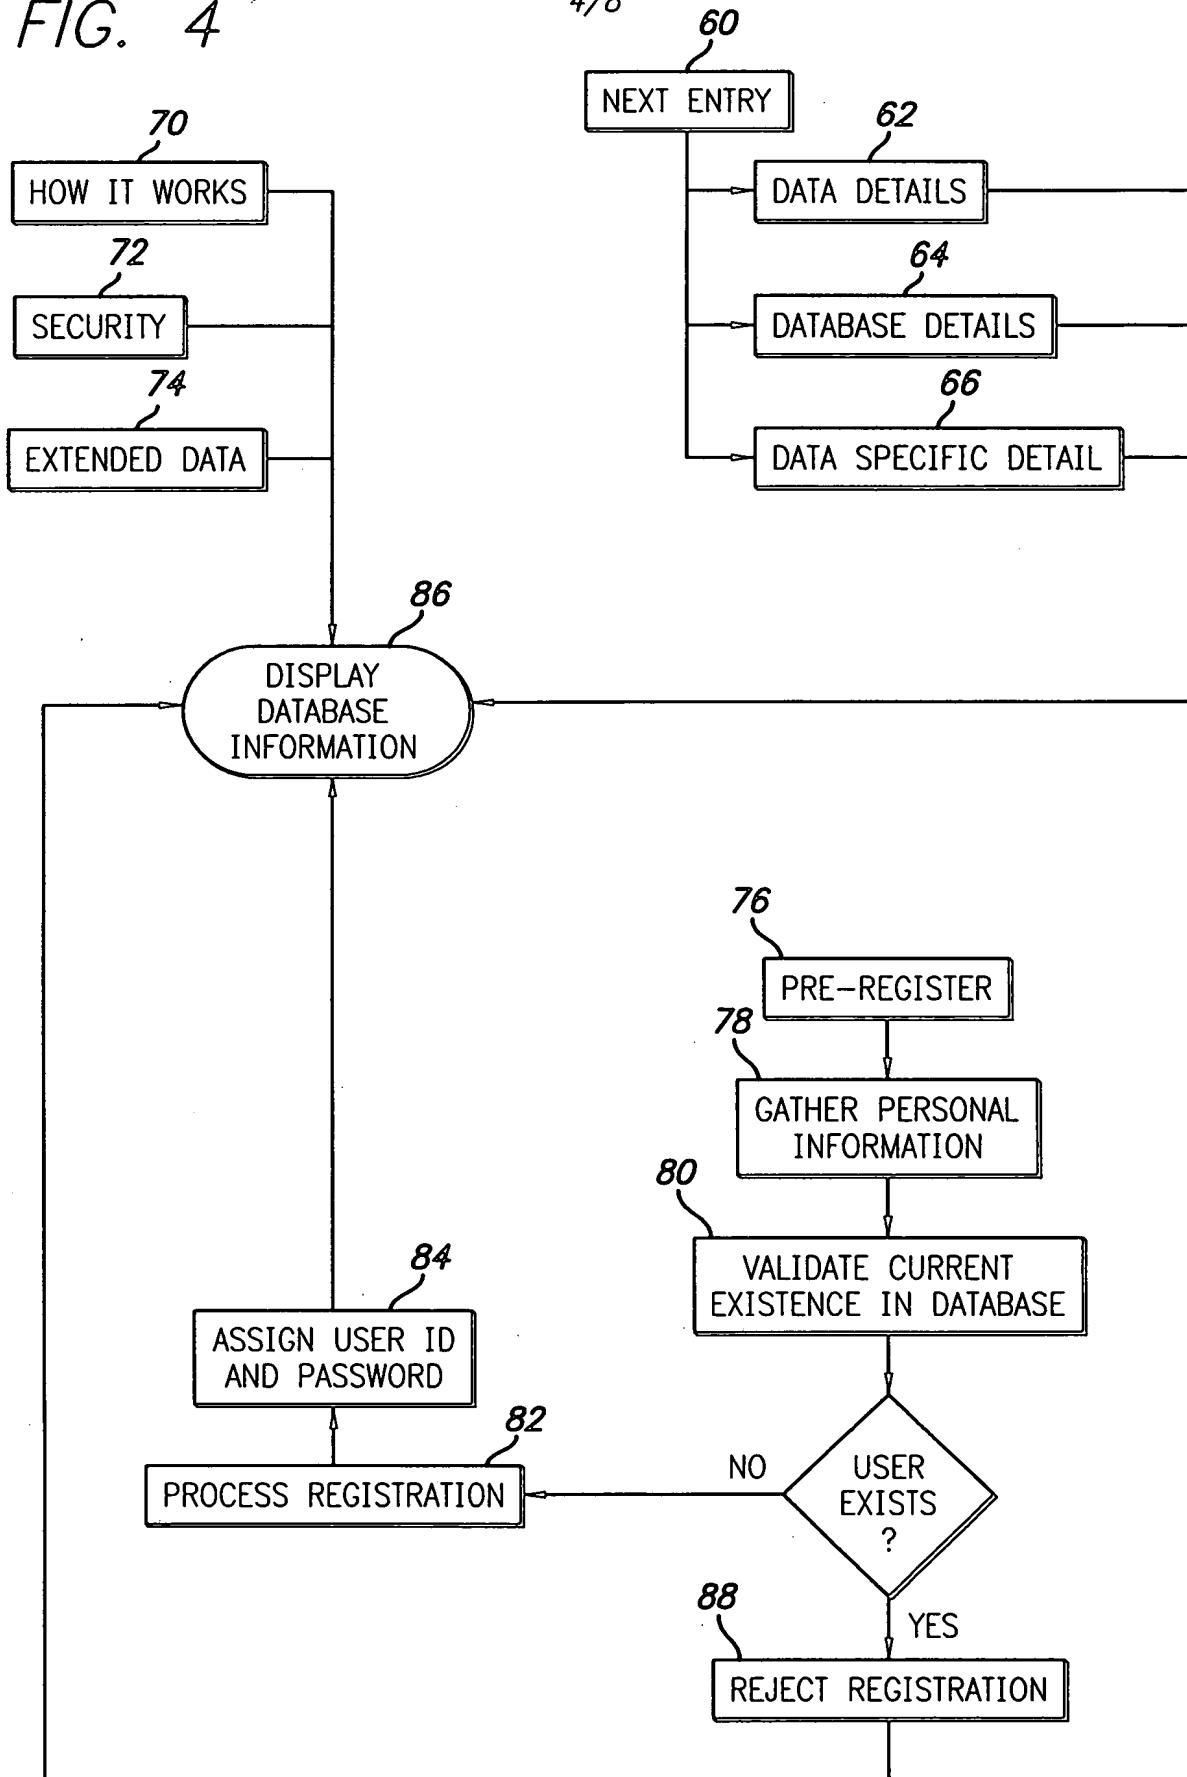 FIG. 4
4/6
60
NEXT ENTRY
70
HOW IT WORKS
62
DATA DETAILS
72
SECURITY
64
DATABASE DETAILS
74
EXTENDED DATA
66
DATA SPECIFIC DETAIL
86
DISPLAY
DATABASE
INFORMATION
76
PRE-REGISTER
78
GATHER PERSONAL
INFORMATION
80
VALIDATE CURRENT
EXISTENCE IN DATABASE
84
ASSIGN USER ID
AND PASSWORD
82
PROCESS REGISTRATION
NO
USER
EXISTS
?
YES
88
REJECT REGISTRATION